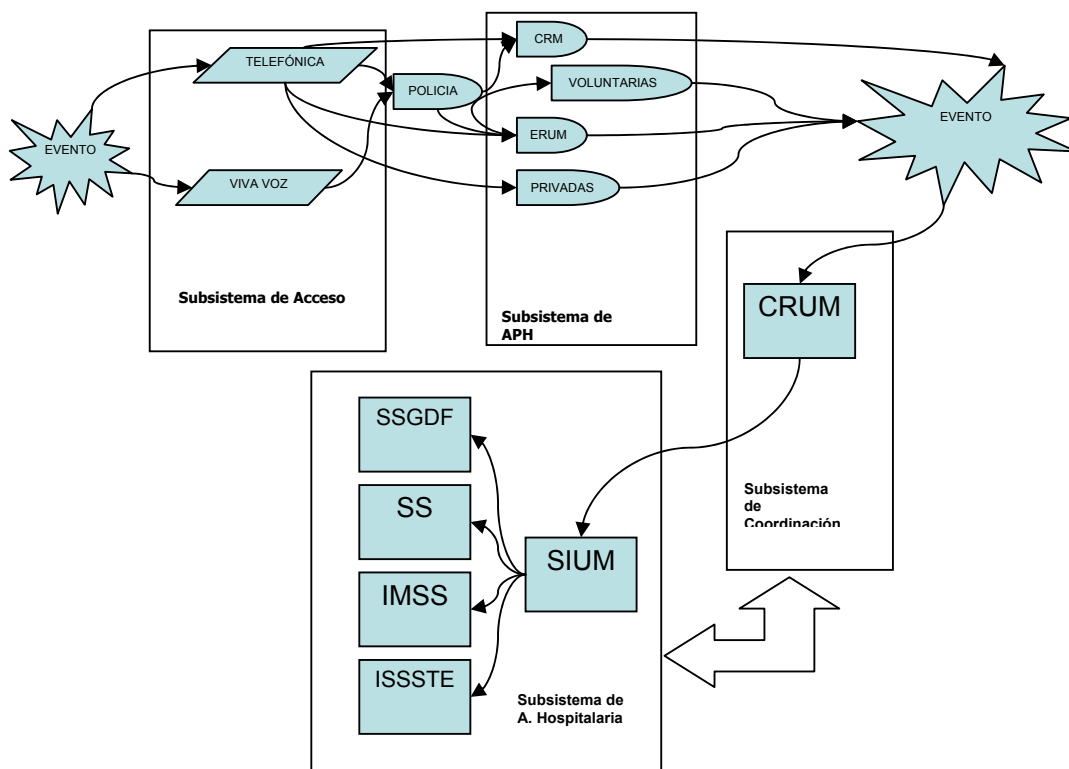 EVENTO
TELEFÓNICA
VIVA VOZ
Subsistema de Acceso
POLICIA
CRM
VOLUNTARIAS
ERUM
PRIVADAS
Subsistema de
APH
EVENTO
CRUM
Subsistema
de
Coordinación
SSGDF
SS
IMSS
ISSSTE
SIUM
Subsistema de
A. Hospitalaria